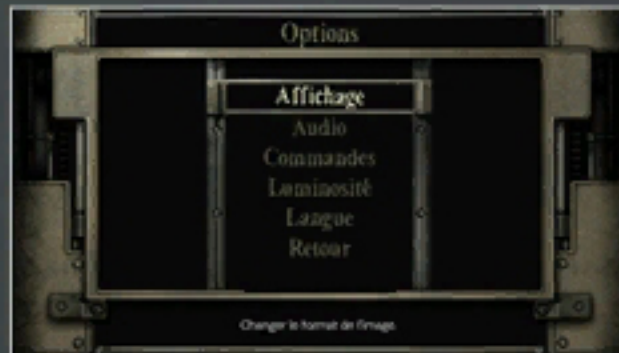 Options
Affichage
Audio
Commandes
Luminosité
Langue
Retour
Changer le format de l'image.